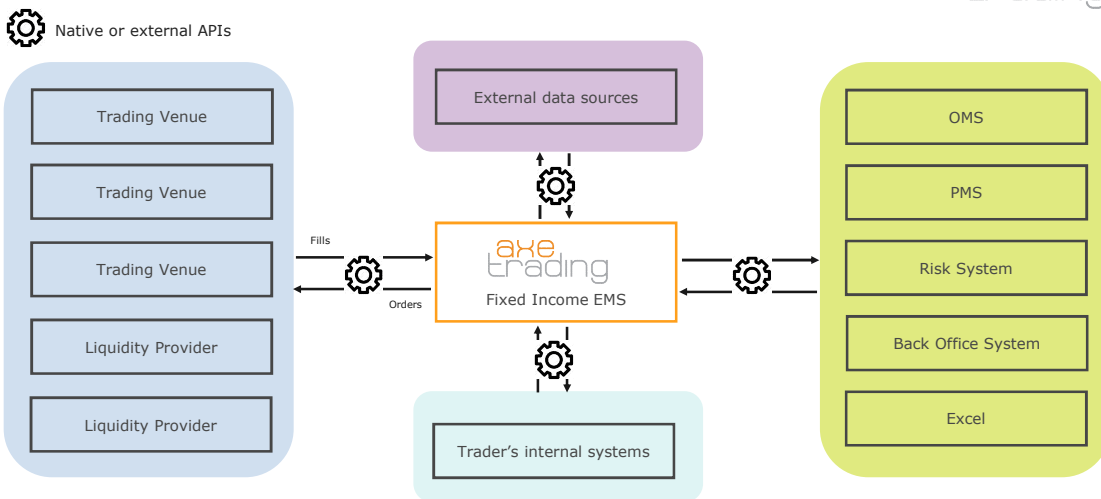 Native or external APIs
Trading Venue
Trading Venue
Trading Venue
Liquidity Provider
Liquidity Provider
External data sources
Fills
Orders
axe
trading
Fixed Income EMS
Trader's internal systems
OMS
PMS
Risk System
Back Office System
Excel